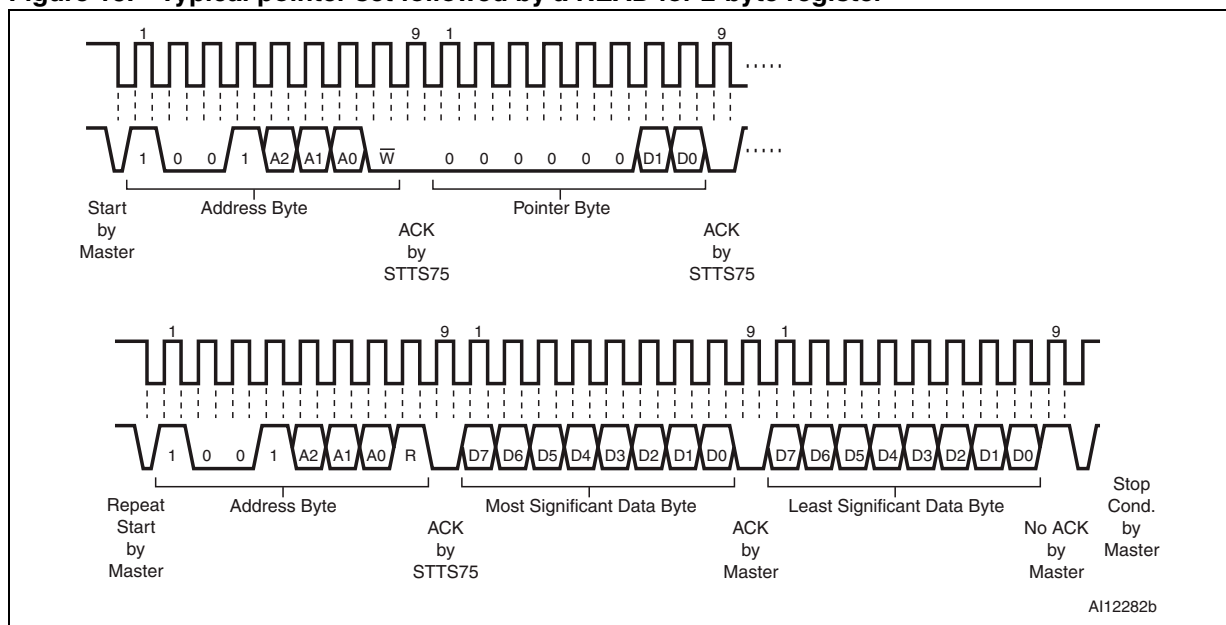 Figure 13. Typical pointer set followed by a READ for 2-byte register
1 9 1 9
1 0 0 1 A2 A1 A0 W 0 0 0 0 0 0 D1 D0
Start
by
Master
Address Byte
ACK
by
STTS75
Pointer Byte
ACK
by
STTS75
1 9 1 9 1 9
1 0 0 1 A2 A1 A0 R D7 D6 D5 D4 D3 D2 D1 D0 D7 D6 D5 D4 D3 D2 D1 D0
Repeat
Start
by
Master
Address Byte
ACK
by
STTS75
Most Significant Data Byte
ACK
by
Master
Least Significant Data Byte
No ACK
by
Master
Stop
Cond.
by
Master
AI12282b